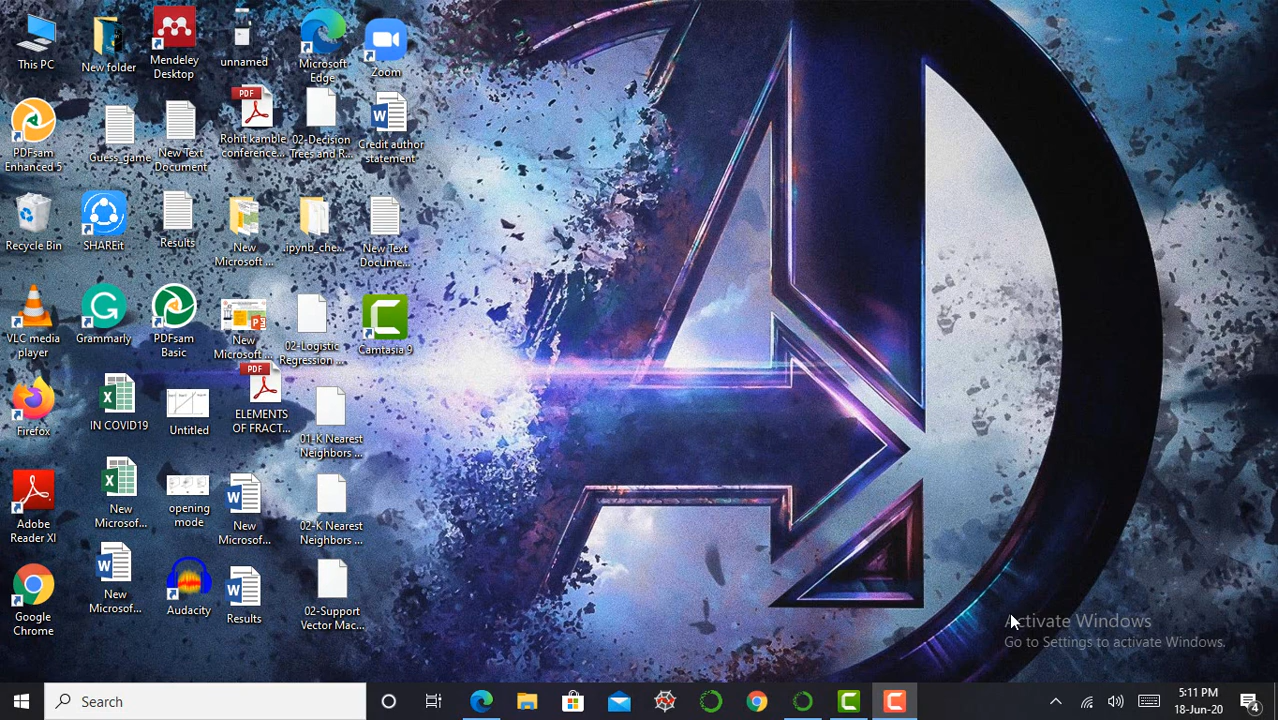 This PC
New folder
Mendeley
Desktop
unnamed
Microsoft
Edge
Zoom
PDFsam
Enhanced 5
Guess_game
New Text
Document
PDF
Rohit kamble
conference...
02-Decision
Trees and R...
Credit author
statement
Recycle Bin
SHAREit
Results
New
Microsoft ...
.ipynb_che...
New Text
Docume...
VLC media
player
Grammarly
PDFsam
Basic
New
Microsoft ...
02-Logistic
Regression ...
Camtasia 9
Firefox
IN COVID19
Untitled
PDF
ELEMENTS
OF FRACT...
01-K Nearest
Neighbors ...
Adobe
Reader XI
New
Microsof...
opening
mode
New
Microsof...
02-K Nearest
Neighbors ...
Google
Chrome
New
Microsof...
Audacity
Results
02-Support
Vector Mac...
Activate Windows
Go to Settings to activate Windows.
Search
5:11 PM
18-Jun-20
4